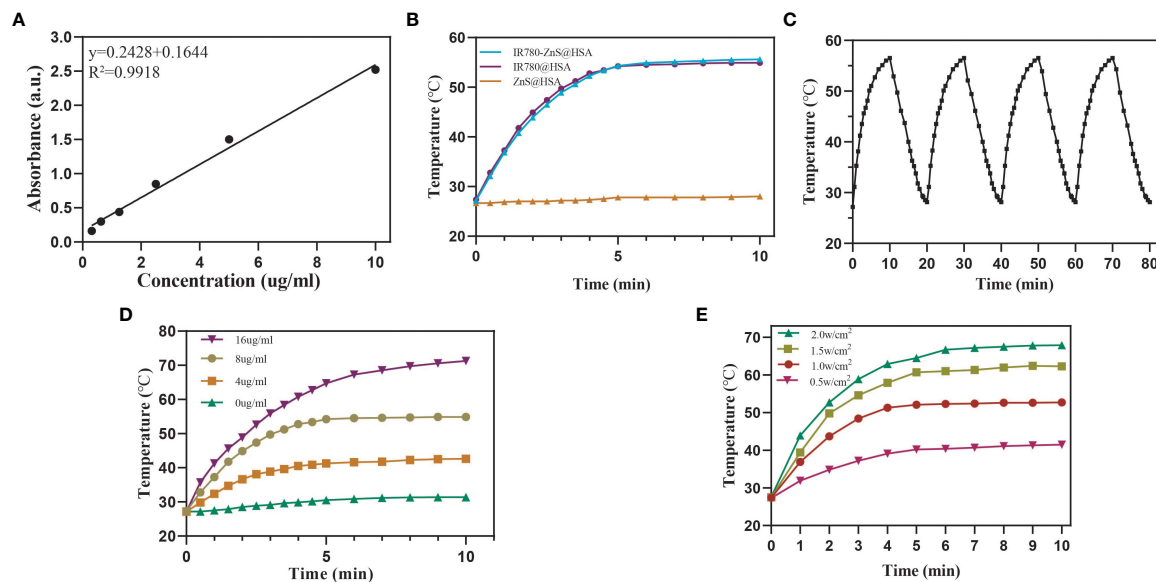 A
y=0.2428+0.1644
R²=0.9918
3.0
2.5
2.0
1.5
1.0
0.5
0.0
Absorbance (a.u.)
0 2 4 6 8 10
Concentration (ug/ml)
B
IR780-ZnS@HSA
IR780@HSA
ZnS@HSA
60
50
40
30
20
Temperature (°C)
0 5 10
Time (min)
C
60
50
40
30
20
Temperature (°C)
0 10 20 30 40 50 60 70 80
Time (min)
D
16ug/ml
8ug/ml
4ug/ml
0ug/ml
80
70
60
50
40
30
20
Temperature (°C)
0 5 10
Time (min)
E
2.0w/cm²
1.5w/cm²
1.0w/cm²
0.5w/cm²
70
60
50
40
30
20
Temperature (°C)
0 1 2 3 4 5 6 7 8 9 10
Time (min)